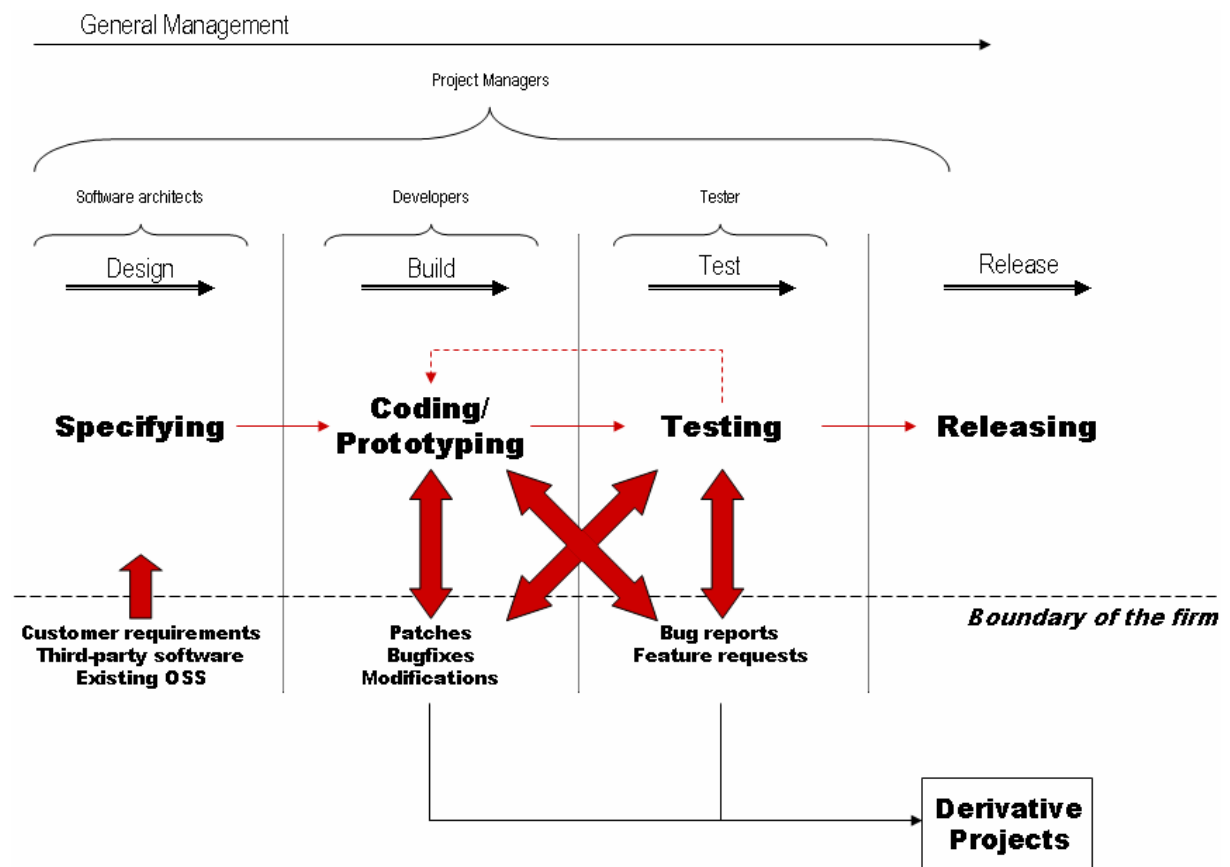 General Management
Project Managers
Software architects
Developers
Tester
Design
Build
Test
Release
Specifying
Coding/
Prototyping
Testing
Releasing
Boundary of the firm
Customer requirements
Third-party software
Existing OSS
Patches
Bugfixes
Modifications
Bug reports
Feature requests
Derivative
Projects